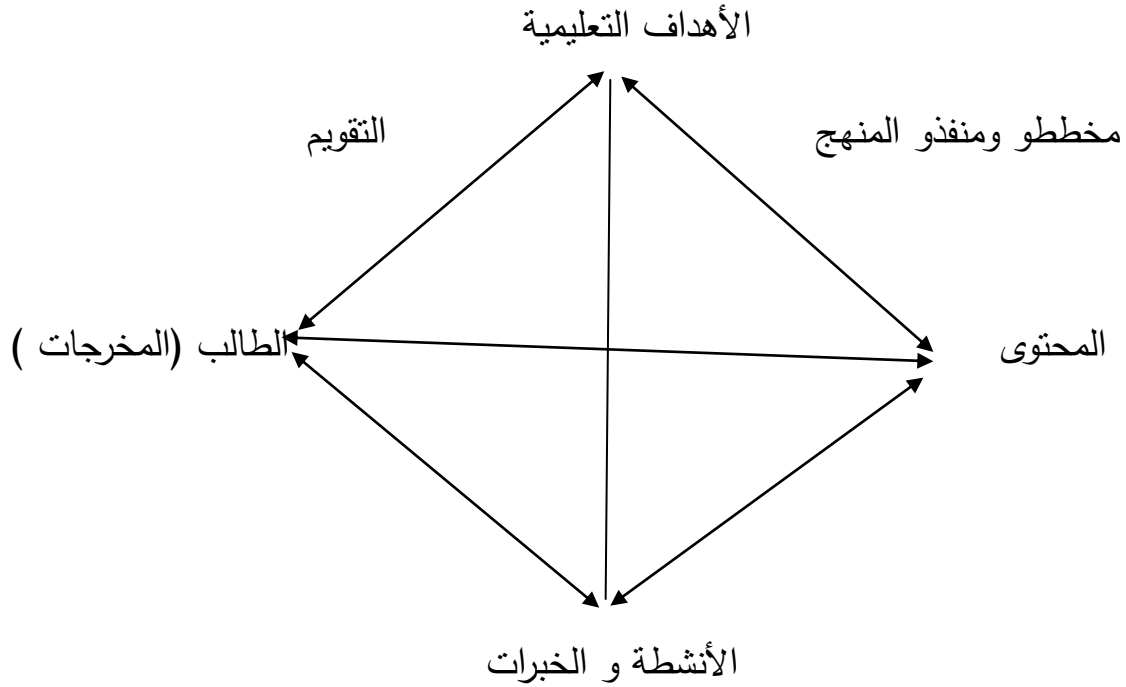 الأهداف التعليمية
مخططو ومنفذو المنهج
التقويم
المحتوى
الطالب (المخرجات )
الأنشطة و الخبرات